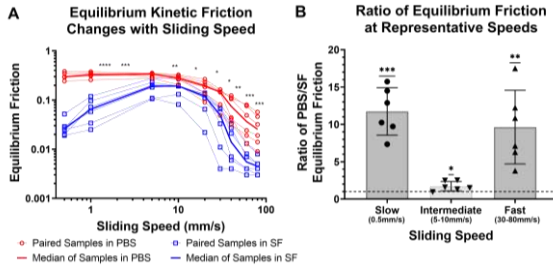 A
Equilibrium Kinetic Friction
Changes with Sliding Speed
Equilibrium Friction
1
0.1
0.01
0.001
**** *** ** * * * ** *** ***
1
10
100
Sliding Speed (mm/s)
Paired Samples in PBS
Paired Samples in SF
Median of Samples in PBS
Median of Samples in SF
B
Ratio of Equilibrium Friction
at Representative Speeds
Ratio of PBS/SF
Equilibrium Friction
20
15
10
5
0
***
*
**
Slow
Intermediate
Fast
(0.5mm/s)
(5-10mm/s)
(30-80mm/s)
Sliding Speed